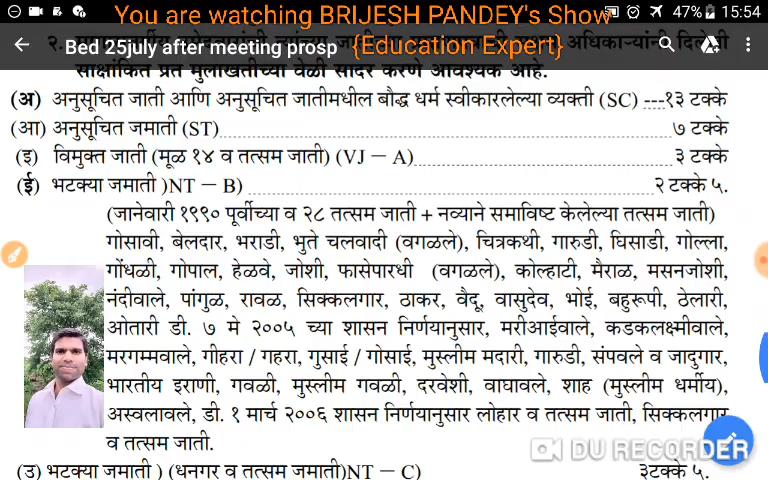 You are watching BRIJESH PANDEY's Show
47% 15:54
Bed 25july after meeting prosp {Education Expert} अधिकाऱ्यांनी दिलेली
साक्षांकित प्रत मुलाखतीच्या वेळी सादर करणे आवश्यक आहे.
(अ) अनुसूचित जाती आणि अनुसूचित जातीमधील बौद्ध धर्म स्वीकारलेल्या व्यक्ती (SC) ---१३ टक्के
(आ) अनुसूचित जमाती (ST) ७ टक्के
(इ) विमुक्त जाती (मूळ १४ व तत्सम जाती) (VJ – A) ३ टक्के
(ई) भटक्या जमाती )NT – B) २ टक्के ५.
(जानेवारी १९९० पूर्वीच्या व २८ तत्सम जाती + नव्याने समाविष्ट केलेल्या तत्सम जाती)
गोसावी, बेलदार, भराडी, भुते चलवादी (वगळले), चित्रकथी, गारुडी, घिसाडी, गोल्ला,
गोंधळी, गोपाल, हेळवे, जोशी, फासेपारधी (वगळले), कोल्हाटी, मैराळ, मसनजोशी,
नंदीवाले, पांगुळ, रावळ, सिक्कलगार, ठाकर, वैदू, वासुदेव, भोई, बहुरूपी, ठेलारी,
ओतारी डी. ७ मे २००५ च्या शासन निर्णयानुसार, मरीआईवाले, कडकलक्ष्मीवाले,
मरगम्मवाले, गीहरा / गहरा, गुसाई / गोसाई, मुस्लीम मदारी, गारुडी, संपवले व जादुगार,
भारतीय इराणी, गवळी, मुस्लीम गवळी, दरवेशी, वाघावले, शाह (मुस्लीम धर्मीय),
अस्वलावले, डी. १ मार्च २००६ शासन निर्णयानुसार लोहार व तत्सम जाती, सिक्कलगार
व तत्सम जाती.
DU RECORDER
(उ) भटक्या जमाती ) (धनगर व तत्सम जमाती)NT – C) ३टक्के ५.